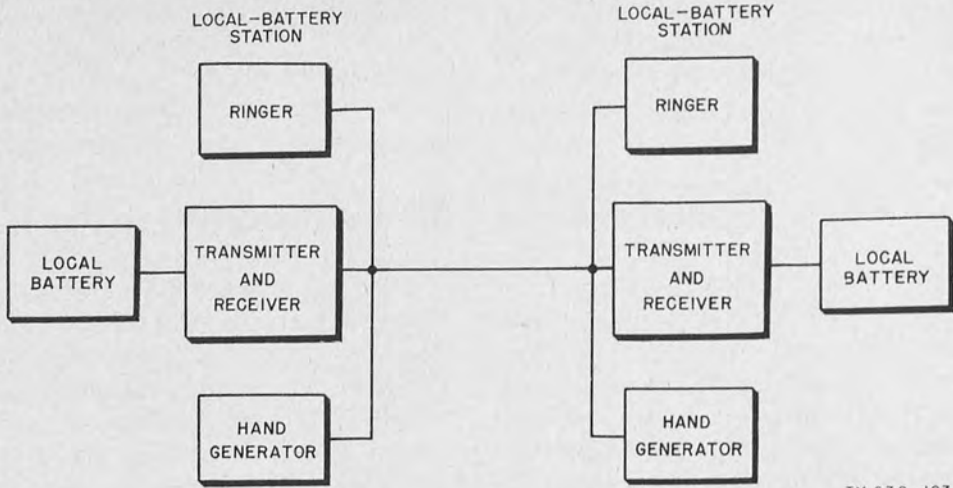 LOCAL-BATTERY
STATION
RINGER
TRANSMITTER
AND
RECEIVER
LOCAL
BATTERY
HAND
GENERATOR
LOCAL-BATTERY
STATION
RINGER
TRANSMITTER
AND
RECEIVER
LOCAL
BATTERY
HAND
GENERATOR